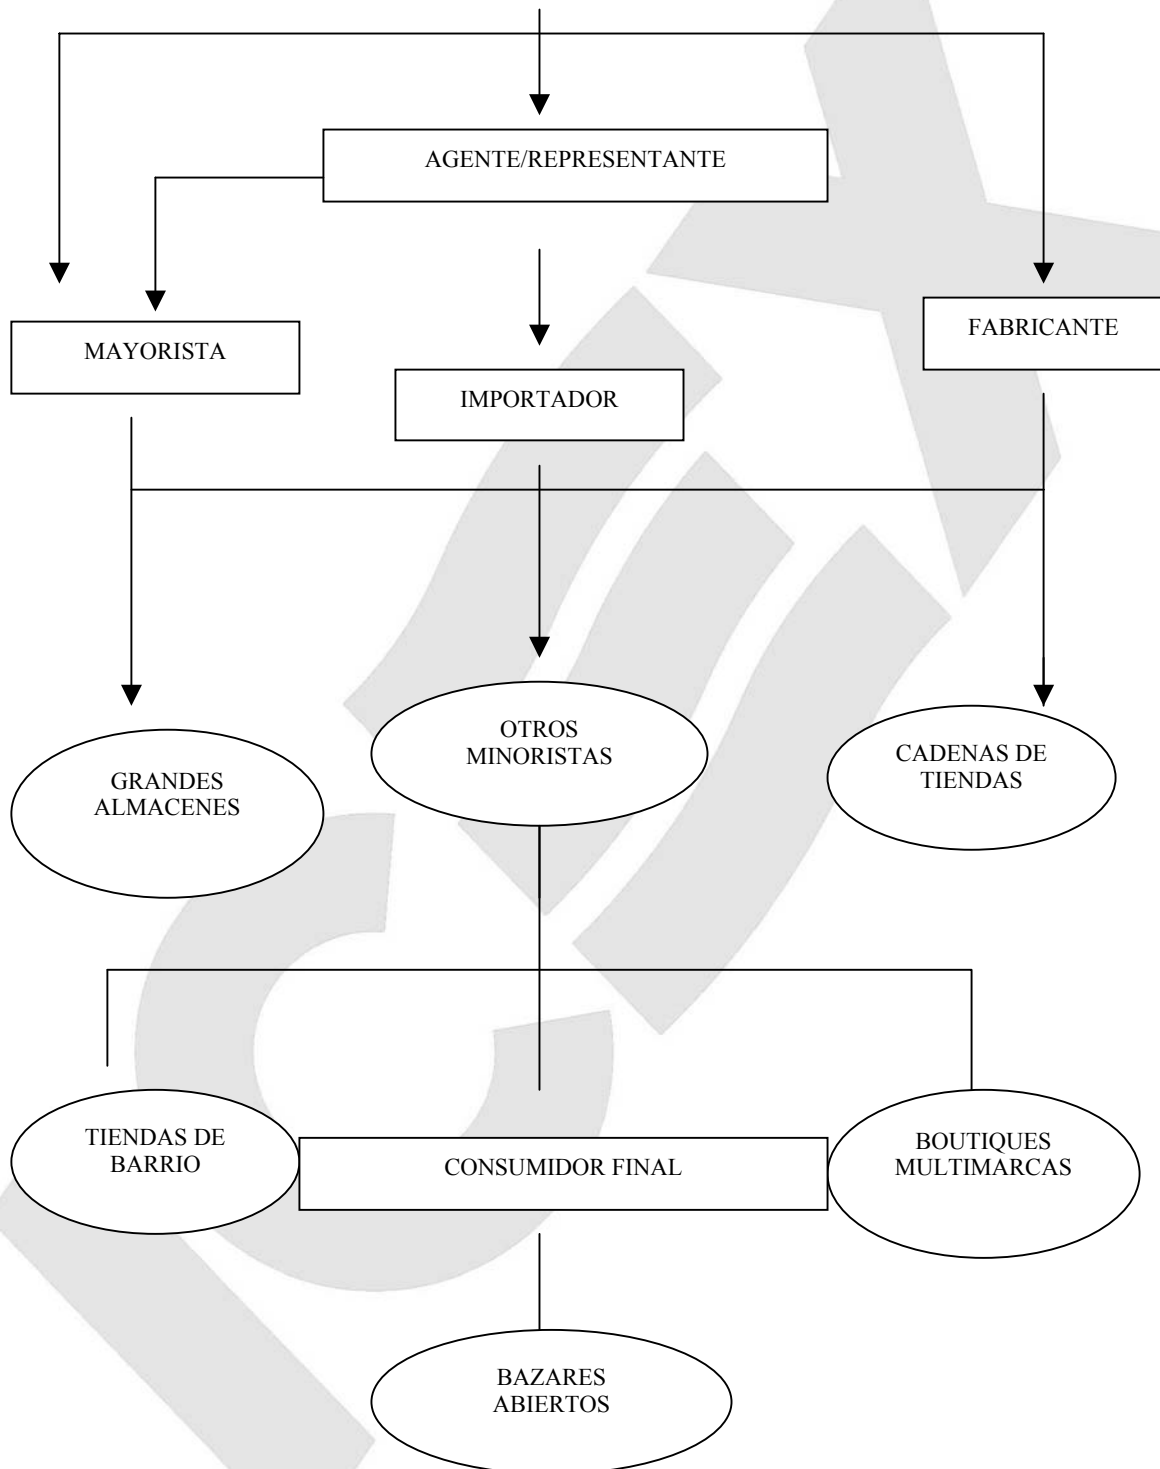 AGENTE/REPRESENTANTE
MAYORISTA
IMPORTADOR
FABRICANTE
GRANDES
ALMACENES
OTROS
MINORISTAS
CADENAS DE
TIENDAS
TIENDAS DE
BARRIO
CONSUMIDOR FINAL
BOUTIQUES
MULTIMARCAS
BAZARES
ABIERTOS